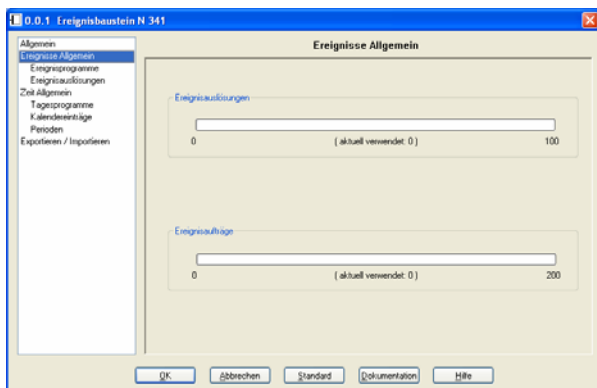 0.0.1 Ereignisbaustein N 341
Allgemein
Ereignisse Allgemein
Ereignisprogramme
Ereignisauslösungen
Zeit Allgemein
Tagesprogramme
Kalendereinträge
Perioden
Exportieren / Importieren
Ereignisse Allgemein
Ereignisauslösungen
0 ( aktuell verwendet: 0 ) 100
Ereignisaufträge
0 ( aktuell verwendet: 0 ) 200
OK Abbrechen Standard Dokumentation Hilfe